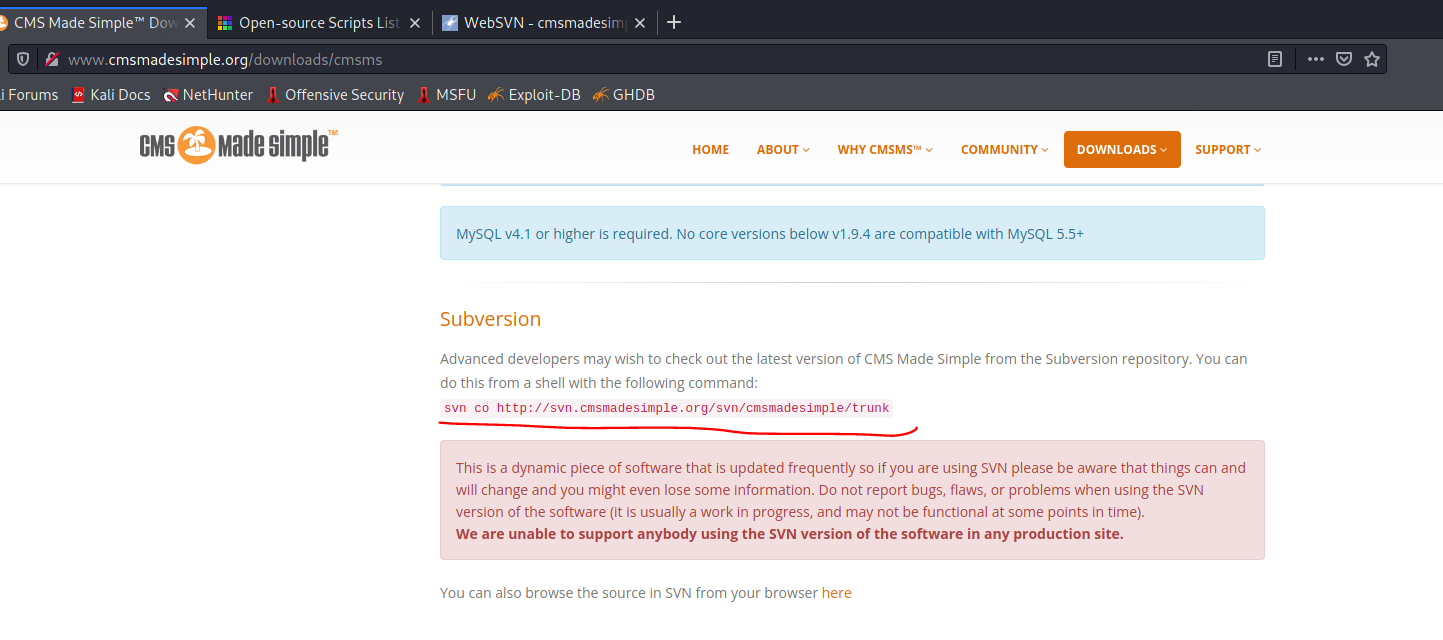 CMS Made Simple™ Dow
Open-source Scripts List
WebSVN - cmsmadesimp
www.cmsmadesimple.org/downloads/cmsms
i Forums Kali Docs NetHunter Offensive Security MSFU Exploit-DB GHDB
CMS made simple™
HOME ABOUT WHY CMSMS™ COMMUNITY DOWNLOADS SUPPORT
MySQL v4.1 or higher is required. No core versions below v1.9.4 are compatible with MySQL 5.5+
Subversion
Advanced developers may wish to check out the latest version of CMS Made Simple from the Subversion repository. You can
do this from a shell with the following command:
svn co http://svn.cmsmadesimple.org/svn/cmsmadesimple/trunk
This is a dynamic piece of software that is updated frequently so if you are using SVN please be aware that things can and
will change and you might even lose some information. Do not report bugs, flaws, or problems when using the SVN
version of the software (it is usually a work in progress, and may not be functional at some points in time).
We are unable to support anybody using the SVN version of the software in any production site.
You can also browse the source in SVN from your browser here